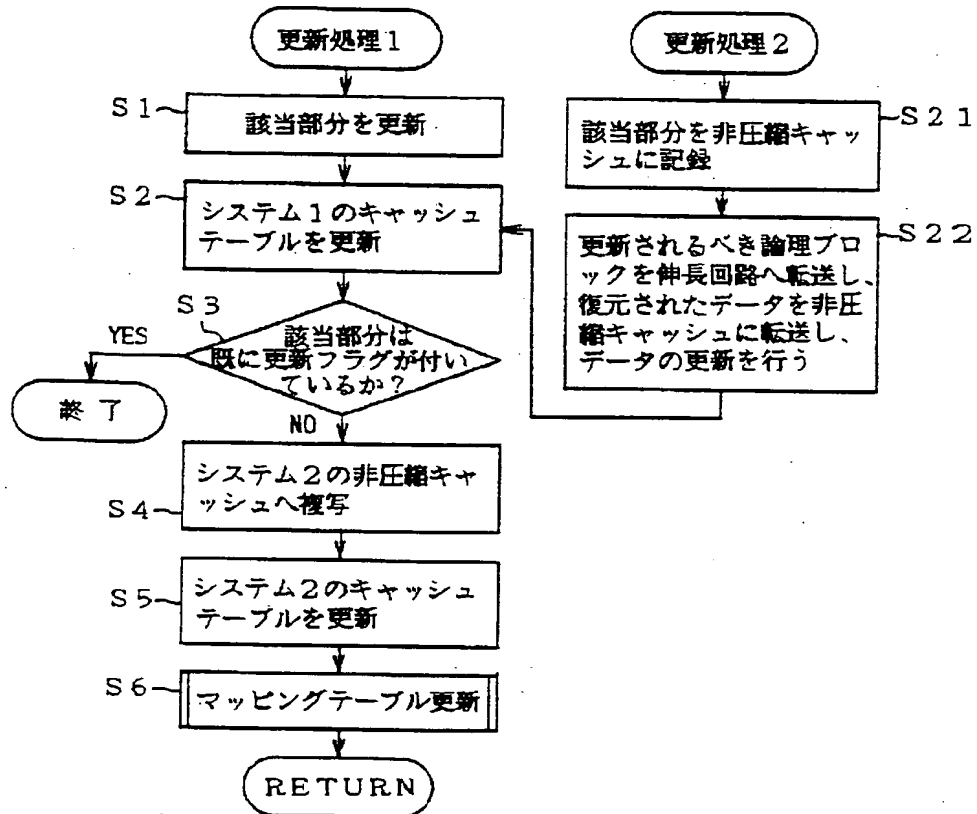 更新処理1
S1
該当部分を更新
S2
システム1のキャッシュ
テーブルを更新
S3
該当部分は
既に更新フラグが付い
ているか？
YES
終了
NO
S4
システム2の非圧縮キャ
ッシュへ複写
S5
システム2のキャッシュ
テーブルを更新
S6
マッピングテーブル更新
RETURN
更新処理2
S21
該当部分を非圧縮キャッ
シュに記録
S22
更新されるべき論理ブロ
ックを伸長回路へ転送し、
復元されたデータを非圧
縮キャッシュに転送し、
データの更新を行う